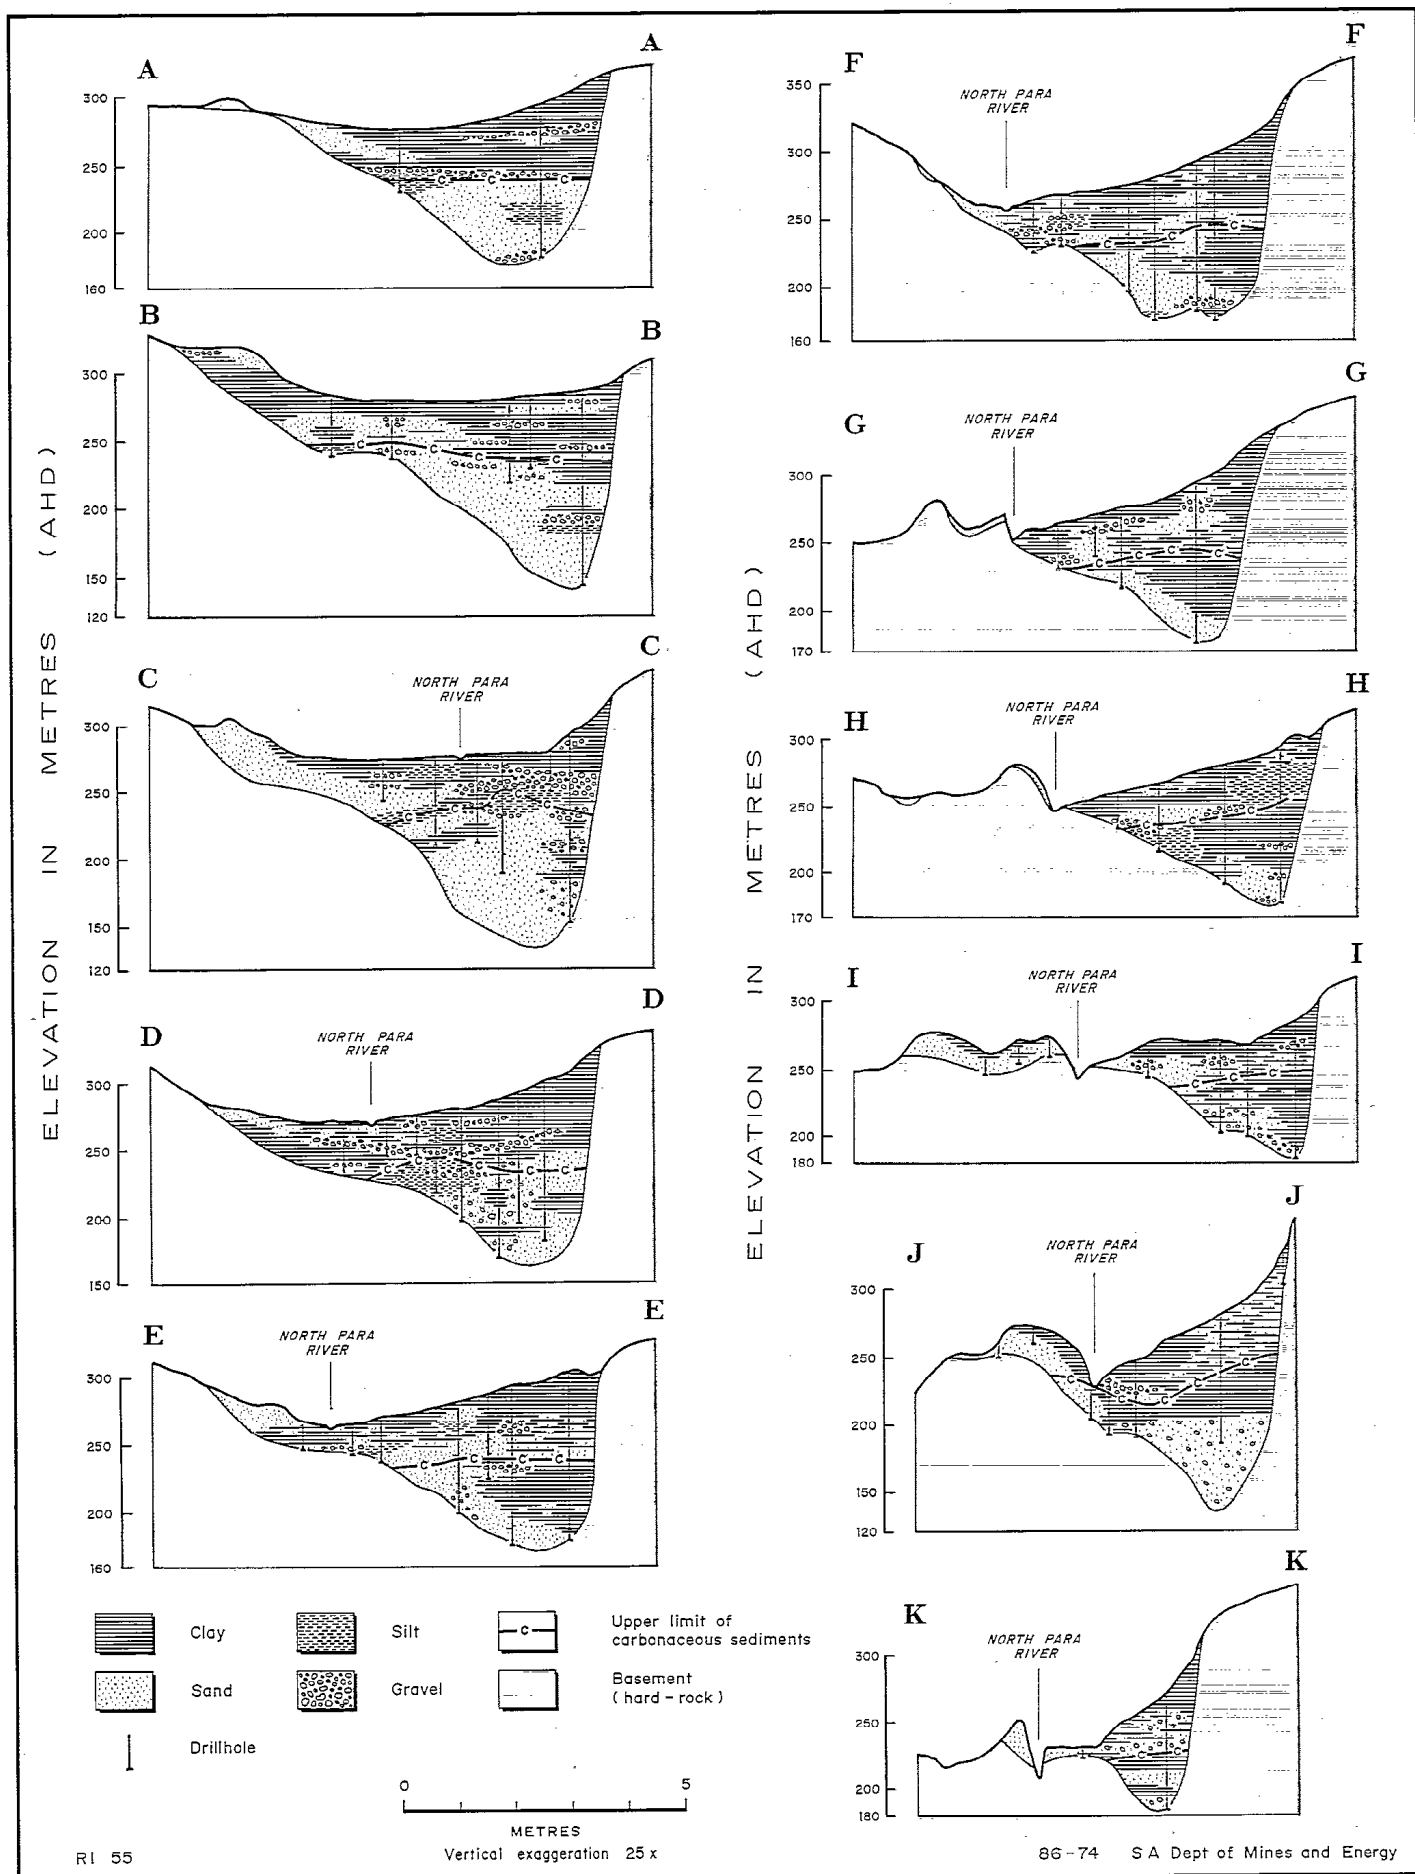 A
A
300
250
200
160
B
B
300
250
200
150
120
C
C
NORTH PARA
RIVER
300
250
200
150
120
D
D
NORTH PARA
RIVER
300
250
200
150
E
E
NORTH PARA
RIVER
300
250
200
160
ELEVATION IN METRES (AHD)
F
F
NORTH PARA
RIVER
350
300
250
200
160
G
G
NORTH PARA
RIVER
300
250
200
170
H
H
NORTH PARA
RIVER
300
250
200
170
I
I
NORTH PARA
RIVER
300
250
200
180
J
J
NORTH PARA
RIVER
300
250
200
150
120
K
K
NORTH PARA
RIVER
300
250
200
180
ELEVATION IN METRES (AHD)
C C C
C C C C
C C C
C C C C C
C C C C
C C C C
C C C C
C C C
C C C
C C C C
C C
Clay
Silt
C
Upper limit of
carbonaceous sediments
Sand
Gravel
Basement
(hard-rock)
Drillhole
0 5
METRES
Vertical exaggeration 25 x
RI 55
86-74 SA Dept of Mines and Energy